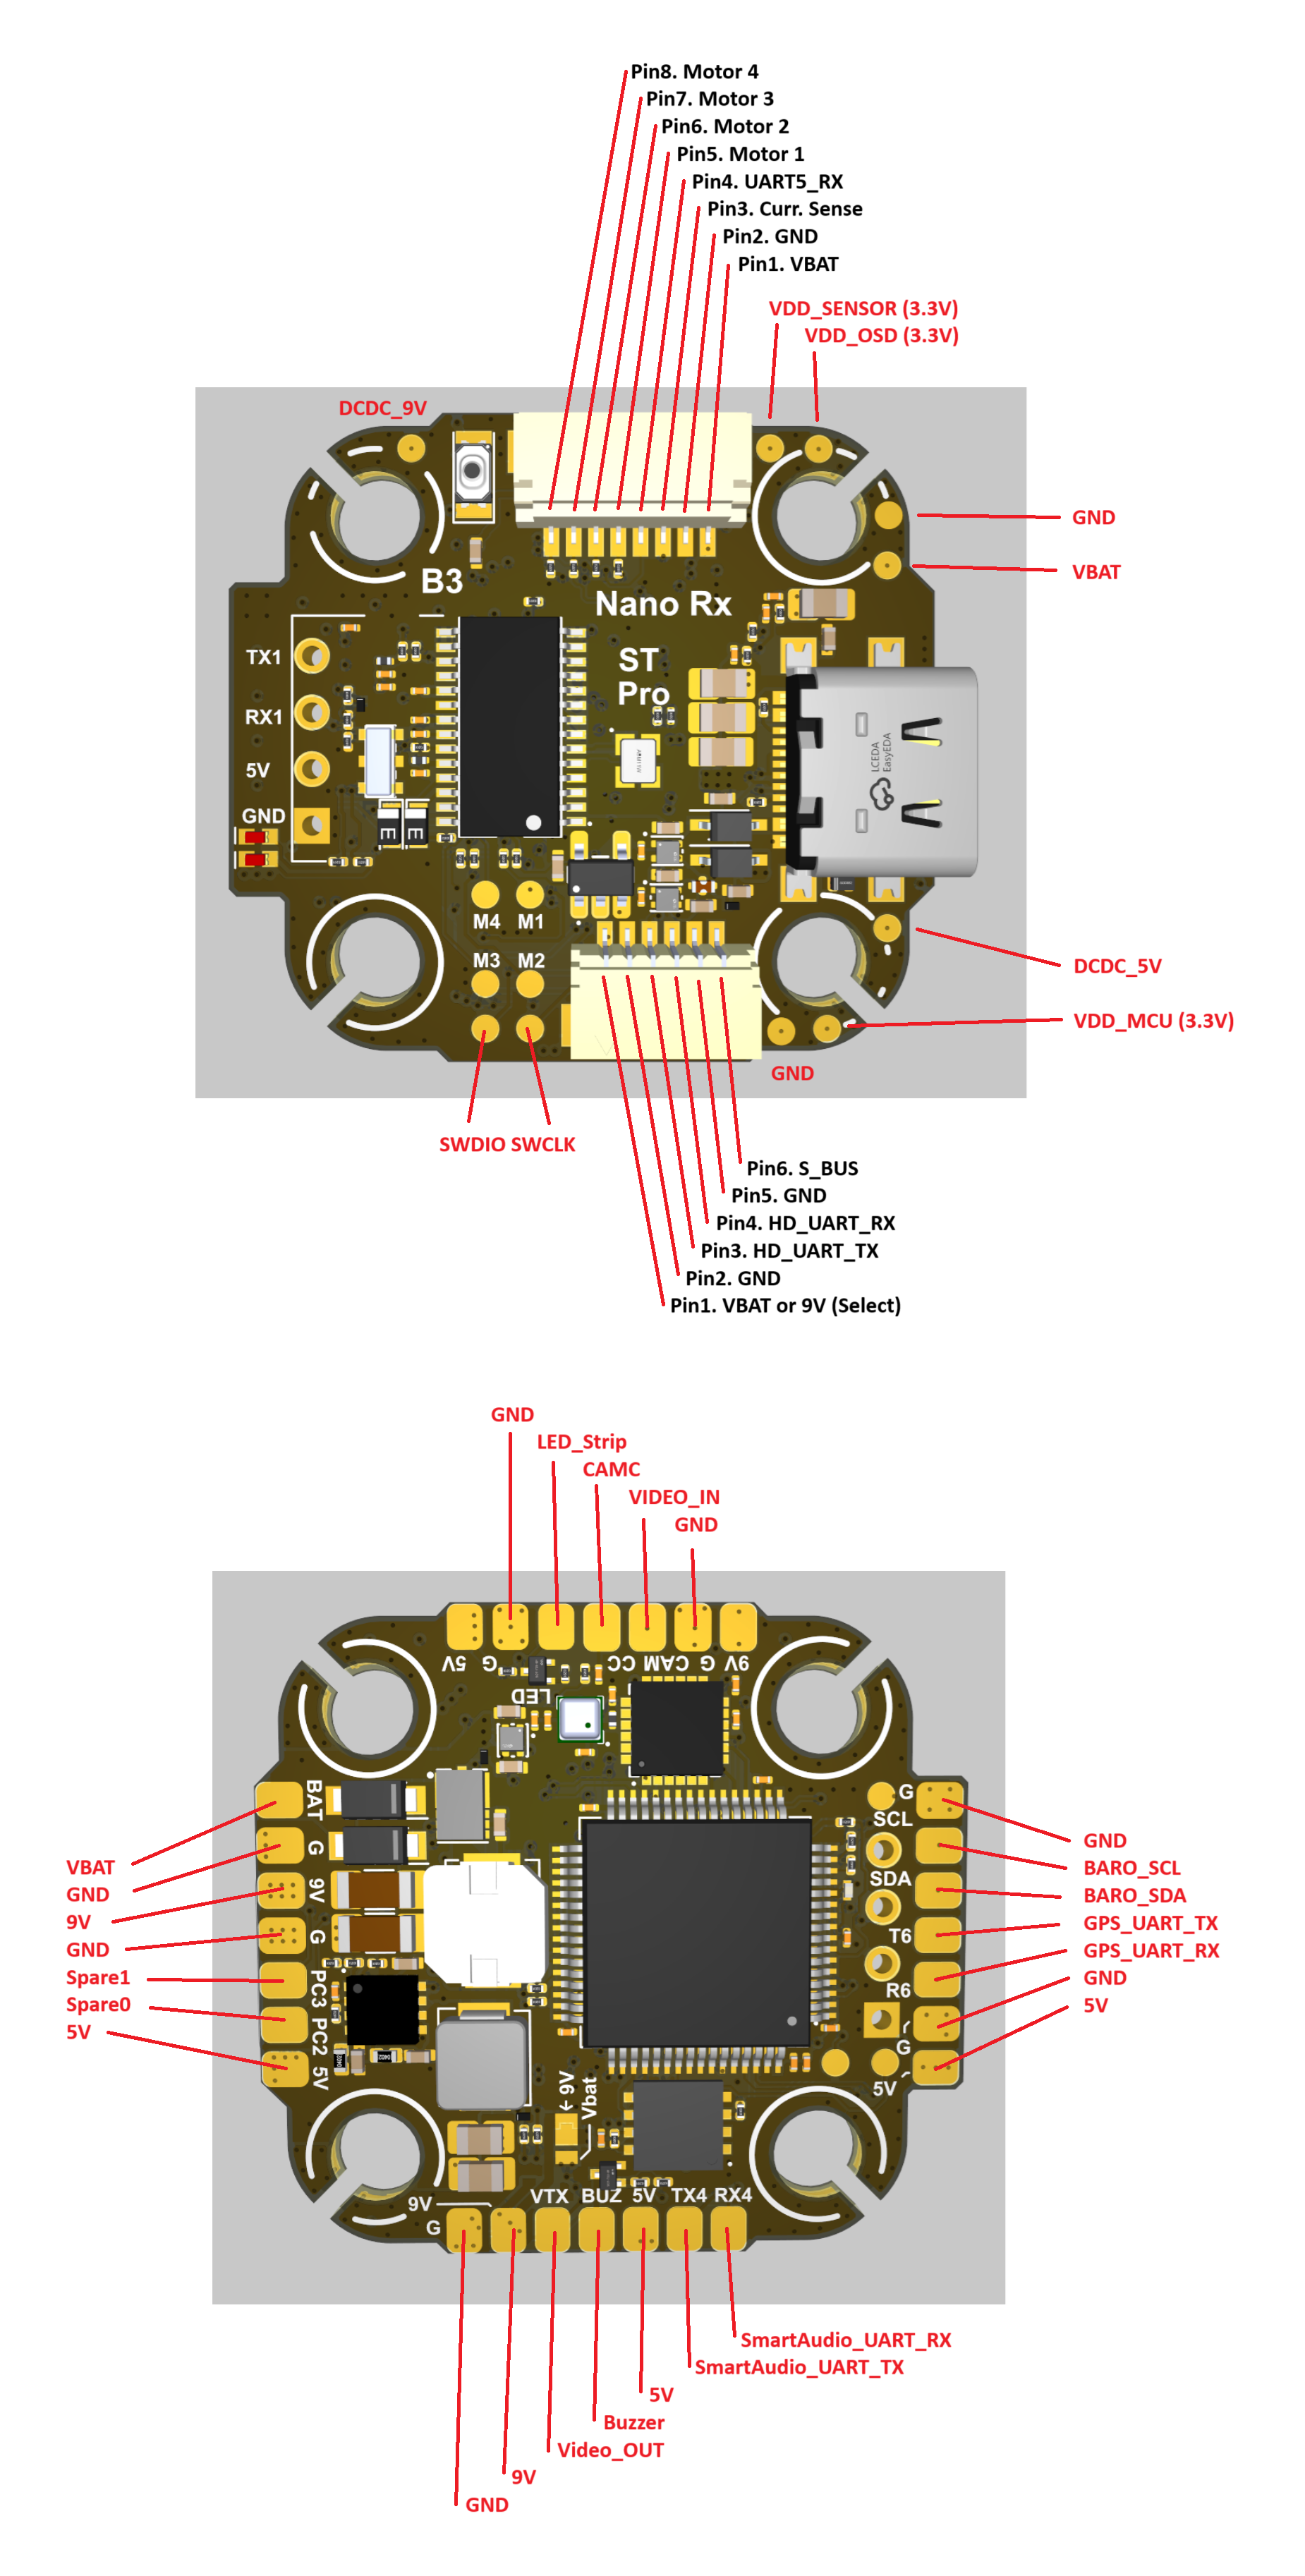 Pin8. Motor 4
Pin7. Motor 3
Pin6. Motor 2
Pin5. Motor 1
Pin4. UART5_RX
Pin3. Curr. Sense
Pin2. GND
Pin1. VBAT
VDD_SENSOR (3.3V)
VDD_OSD (3.3V)
DCDC_9V
GND
VBAT
B3
Nano Rx
ST
Pro
TX1
RX1
5V
GND
E E
LCEDA
EasyEDA
M4 M1
M3 M2
DCDC_5V
VDD_MCU (3.3V)
GND
SWDIO SWCLK
Pin6. S_BUS
Pin5. GND
Pin4. HD_UART_RX
Pin3. HD_UART_TX
Pin2. GND
Pin1. VBAT or 9V (Select)
GND
LED_Strip
CAMC
VIDEO_IN
GND
5V G CC CAM G 9V
LED
BAT
G
9V
G
PC3
PC2
5V
VBAT
GND
9V
GND
Spare1
Spare0
5V
G
SCL
SDA
T6
R6
G
5V
GND
BARO_SCL
BARO_SDA
GPS_UART_TX
GPS_UART_RX
GND
5V
9V
Vbat
9V
G
VTX BUZ 5V TX4 RX4
SmartAudio_UART_RX
SmartAudio_UART_TX
5V
Buzzer
Video_OUT
9V
GND